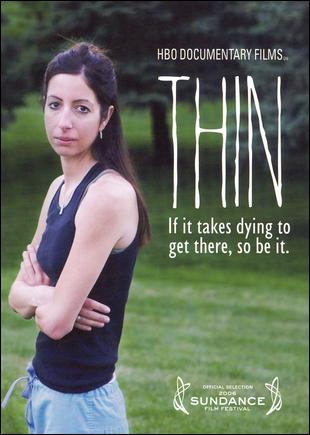 HBO DOCUMENTARY FILMS
THIN
If it takes dying to
get there, so be it.
OFFICIAL SELECTION
2006
SUNDANCE
FILM FESTIVAL